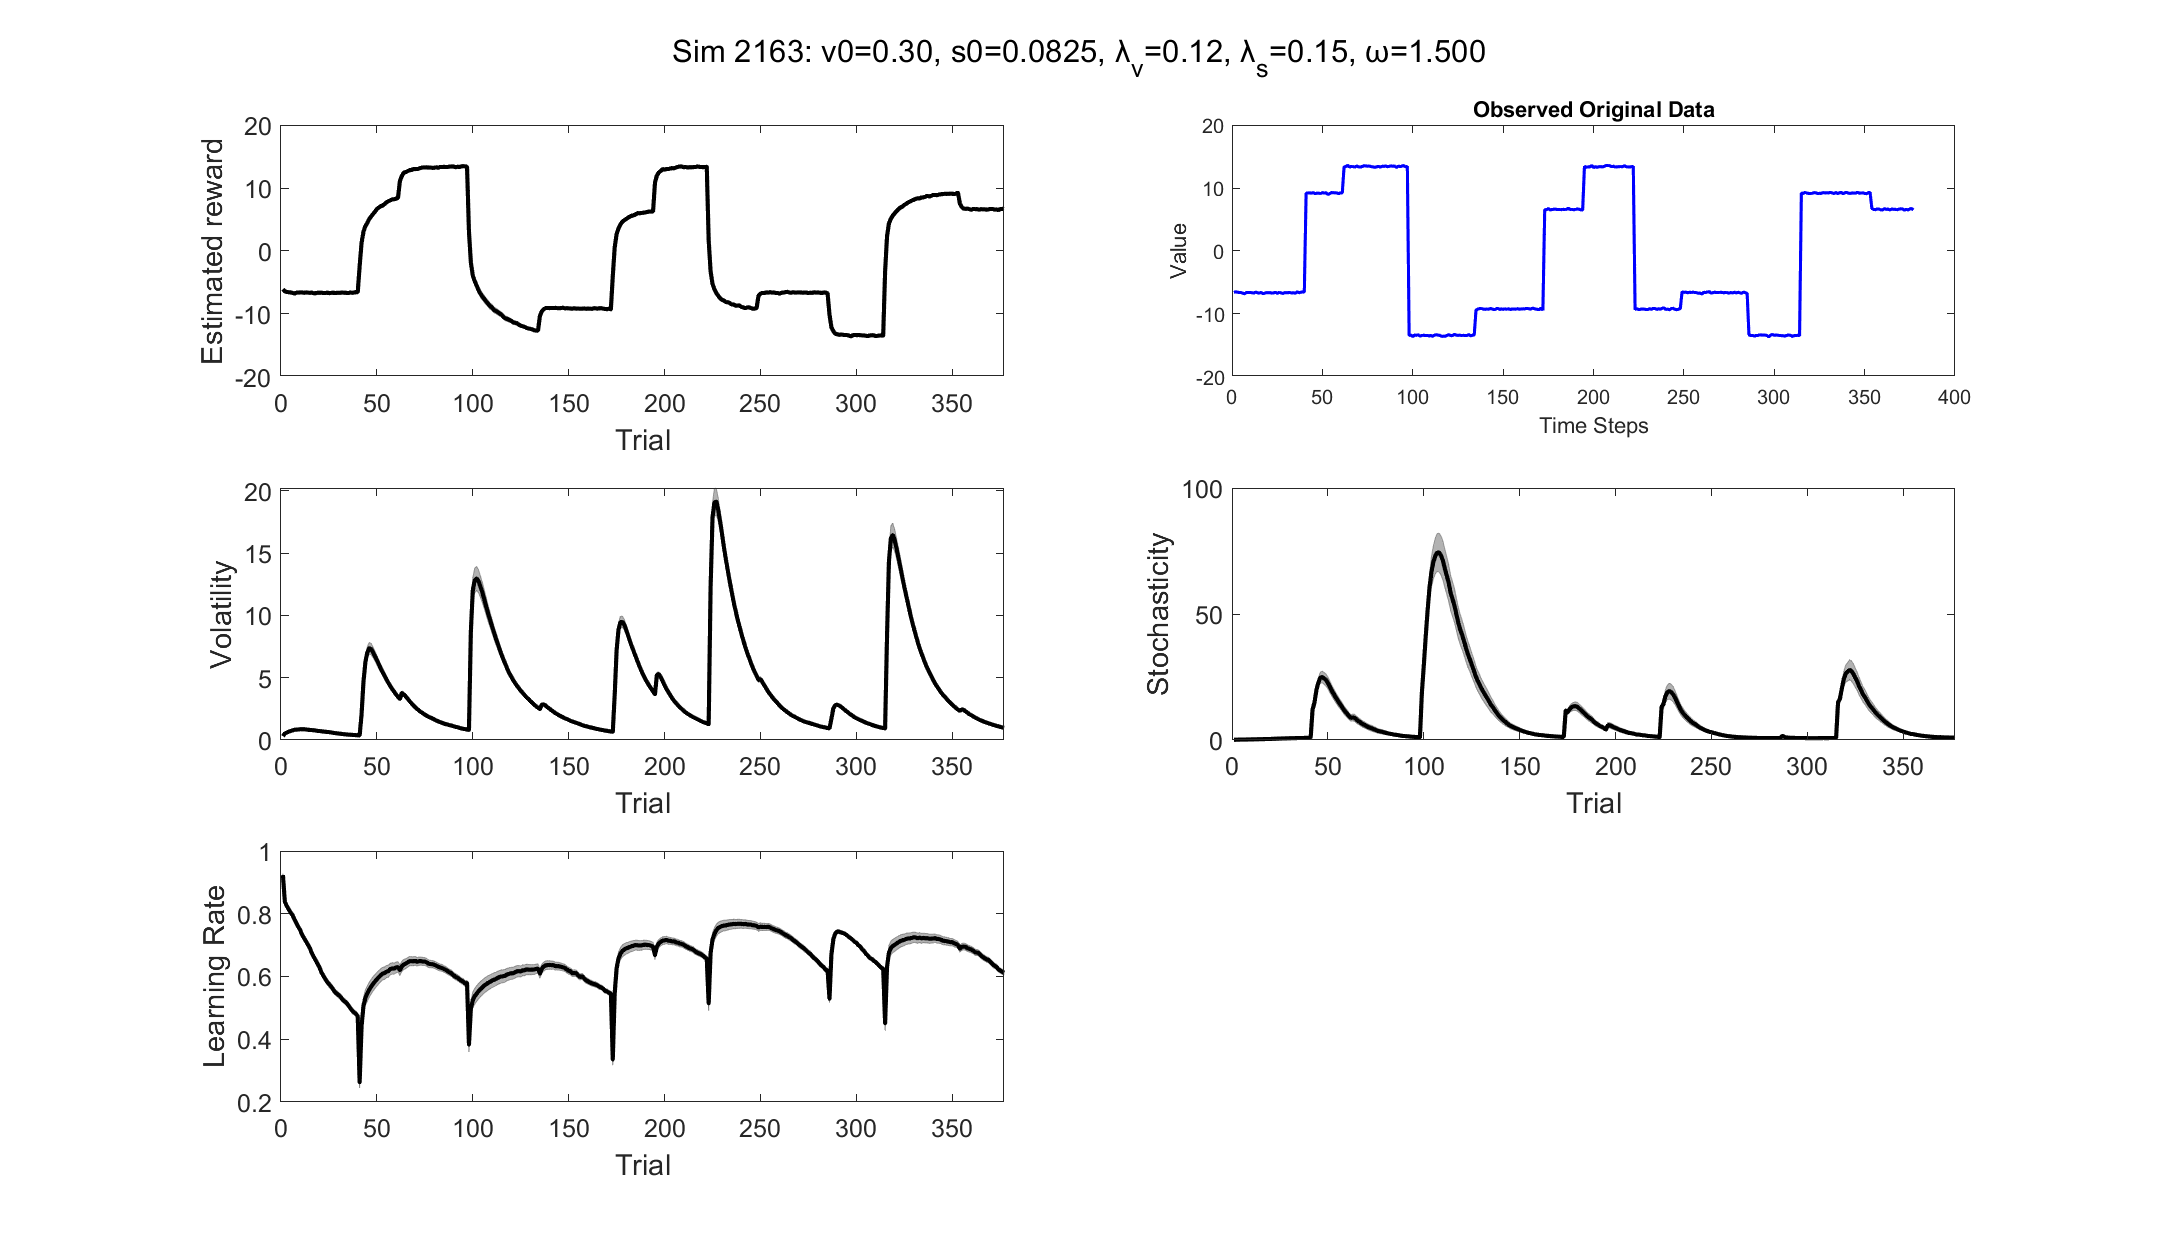 Sim 2163: v0=0.30, s0=0.0825, λ_v=0.12, λ_s=0.15, ω=1.500
Estimated reward
20
10
0
-10
-20
0 50 100 150 200 250 300 350
Trial
Observed Original Data
Value
20
10
0
-10
-20
0 50 100 150 200 250 300 350 400
Time Steps
Volatility
20
15
10
5
0
0 50 100 150 200 250 300 350
Trial
Stochasticity
100
50
0
0 50 100 150 200 250 300 350
Trial
Learning Rate
1
0.8
0.6
0.4
0.2
0 50 100 150 200 250 300 350
Trial